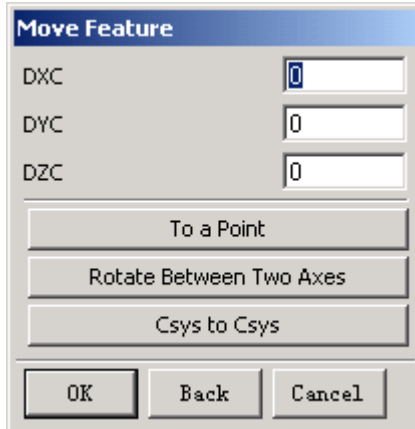 Move Feature
DXC 0
DYC 0
DZC 0
To a Point
Rotate Between Two Axes
Csys to Csys
OK Back Cancel